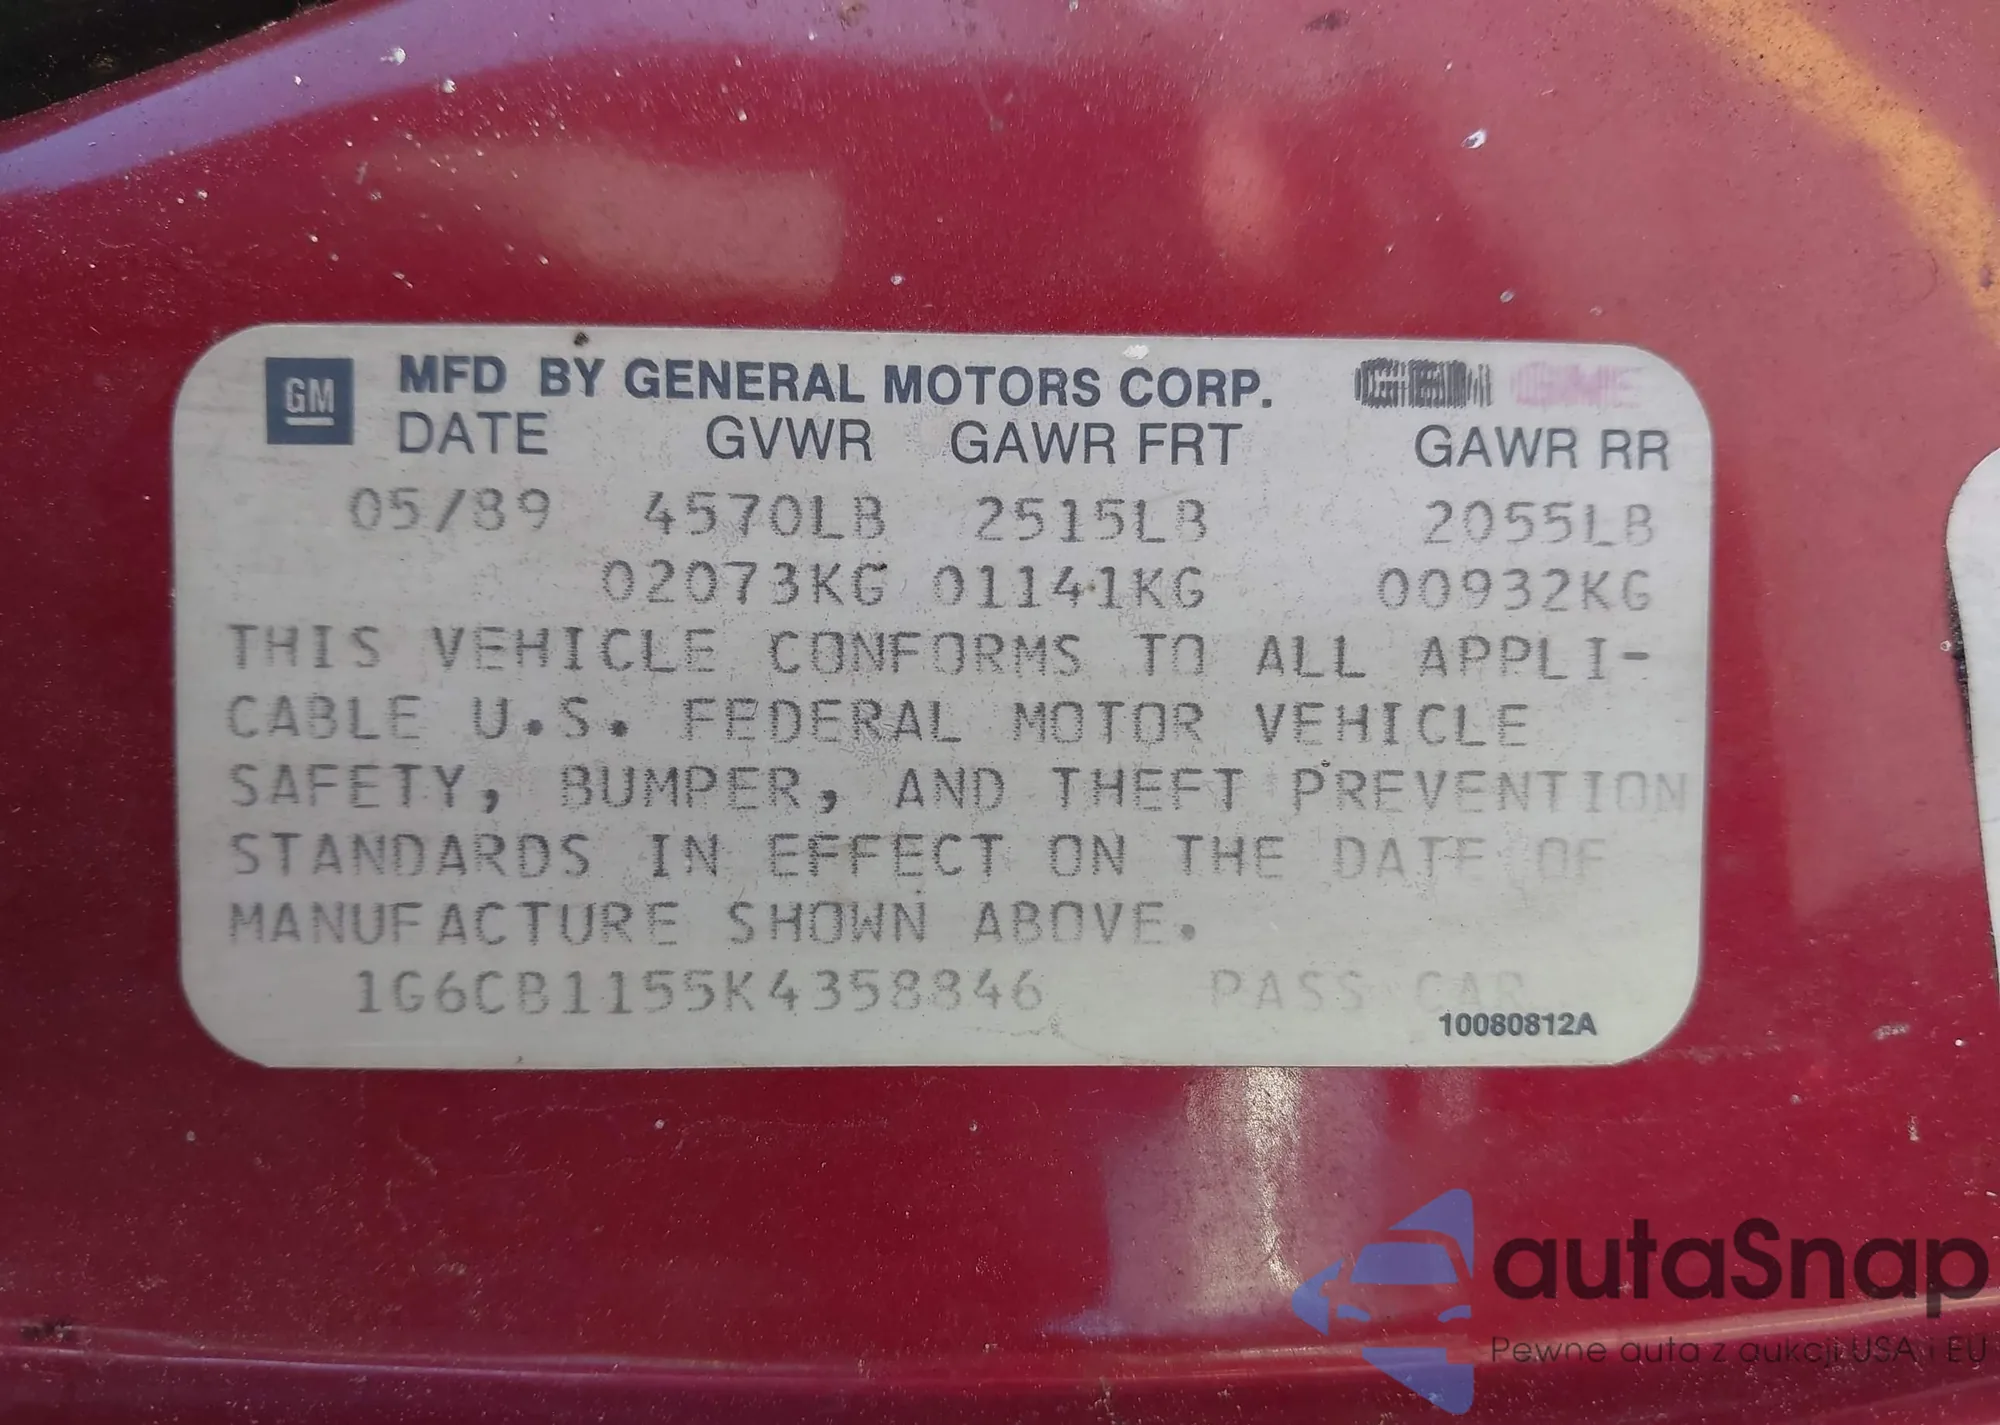 GM MFD BY GENERAL MOTORS CORP. GME
DATE GVWR GAWR FRT GAWR RR
05/89 4570LB 2515LB 2055LB
02073KG 01141KG 00932KG
THIS VEHICLE CONFORMS TO ALL APPLI-
CABLE U.S. FEDERAL MOTOR VEHICLE
SAFETY, BUMPER, AND THEFT PREVENTION
STANDARDS IN EFFECT ON THE DATE OF
MANUFACTURE SHOWN ABOVE.
1G6CB1155K4358846 PASS CAR
10080812A
autaSnap
Pewne auta z aukcji USA i EU